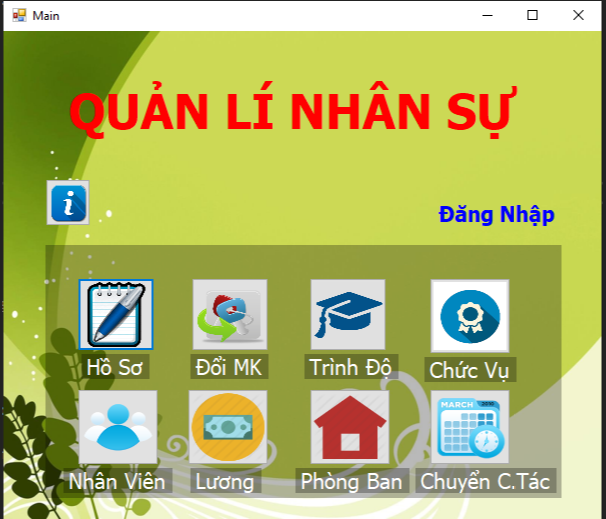 Main
QUẢN LÍ NHÂN SỰ
Đăng Nhập
Hồ Sơ
Đổi MK
Trình Độ
Chức Vụ
MARCH
Nhân Viên
Lương
Phòng Ban
Chuyển C.Tác